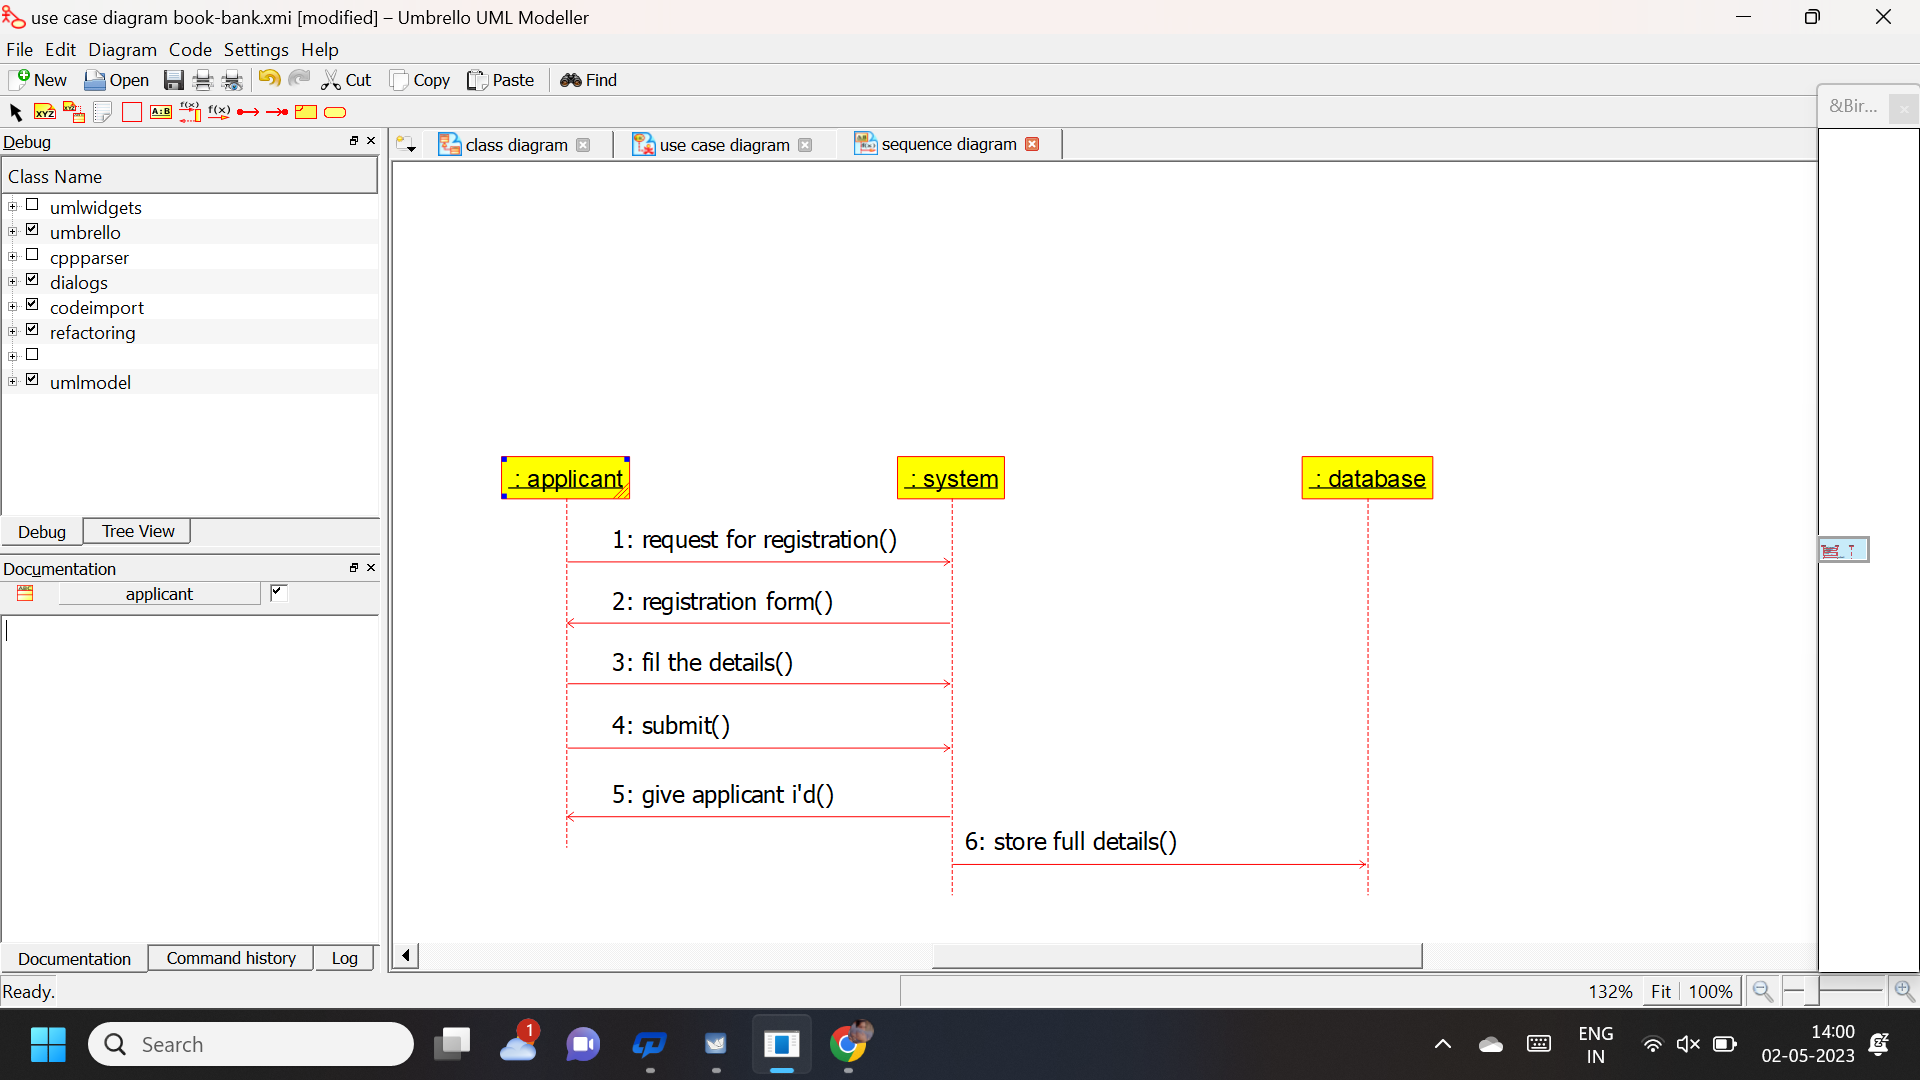 use case diagram book-bank.xmi [modified] – Umbrello UML Modeller
File Edit Diagram Code Settings Help
New Open Cut Copy Paste Find
XYZ XYZ A:B f(x) f(x)
&Bir...
Debug
class diagram use case diagram sequence diagram
Class Name
umlwidgets
umbrello
cppparser
dialogs
codeimport
refactoring
umlmodel
: applicant : system : database
1: request for registration()
2: registration form()
3: fil the details()
4: submit()
5: give applicant i'd()
6: store full details()
Debug Tree View
Documentation
ABC applicant
Documentation Command history Log
Ready. 132% Fit 100%
Search 1 ENG 14:00
IN 02-05-2023